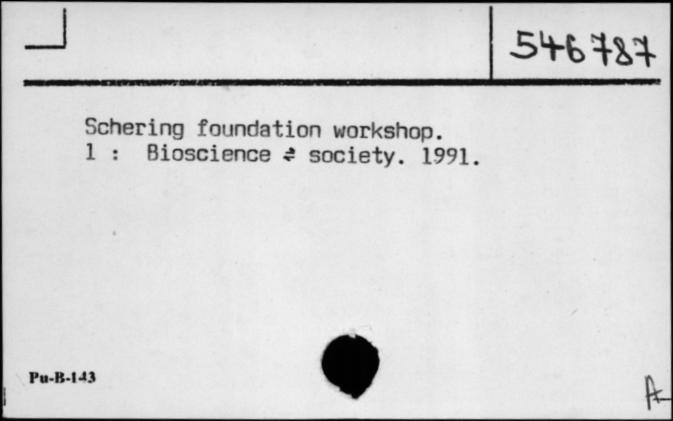 546787
Schering foundation workshop.
1 : Bioscience ⇄ society. 1991.
Pu-B-143
A